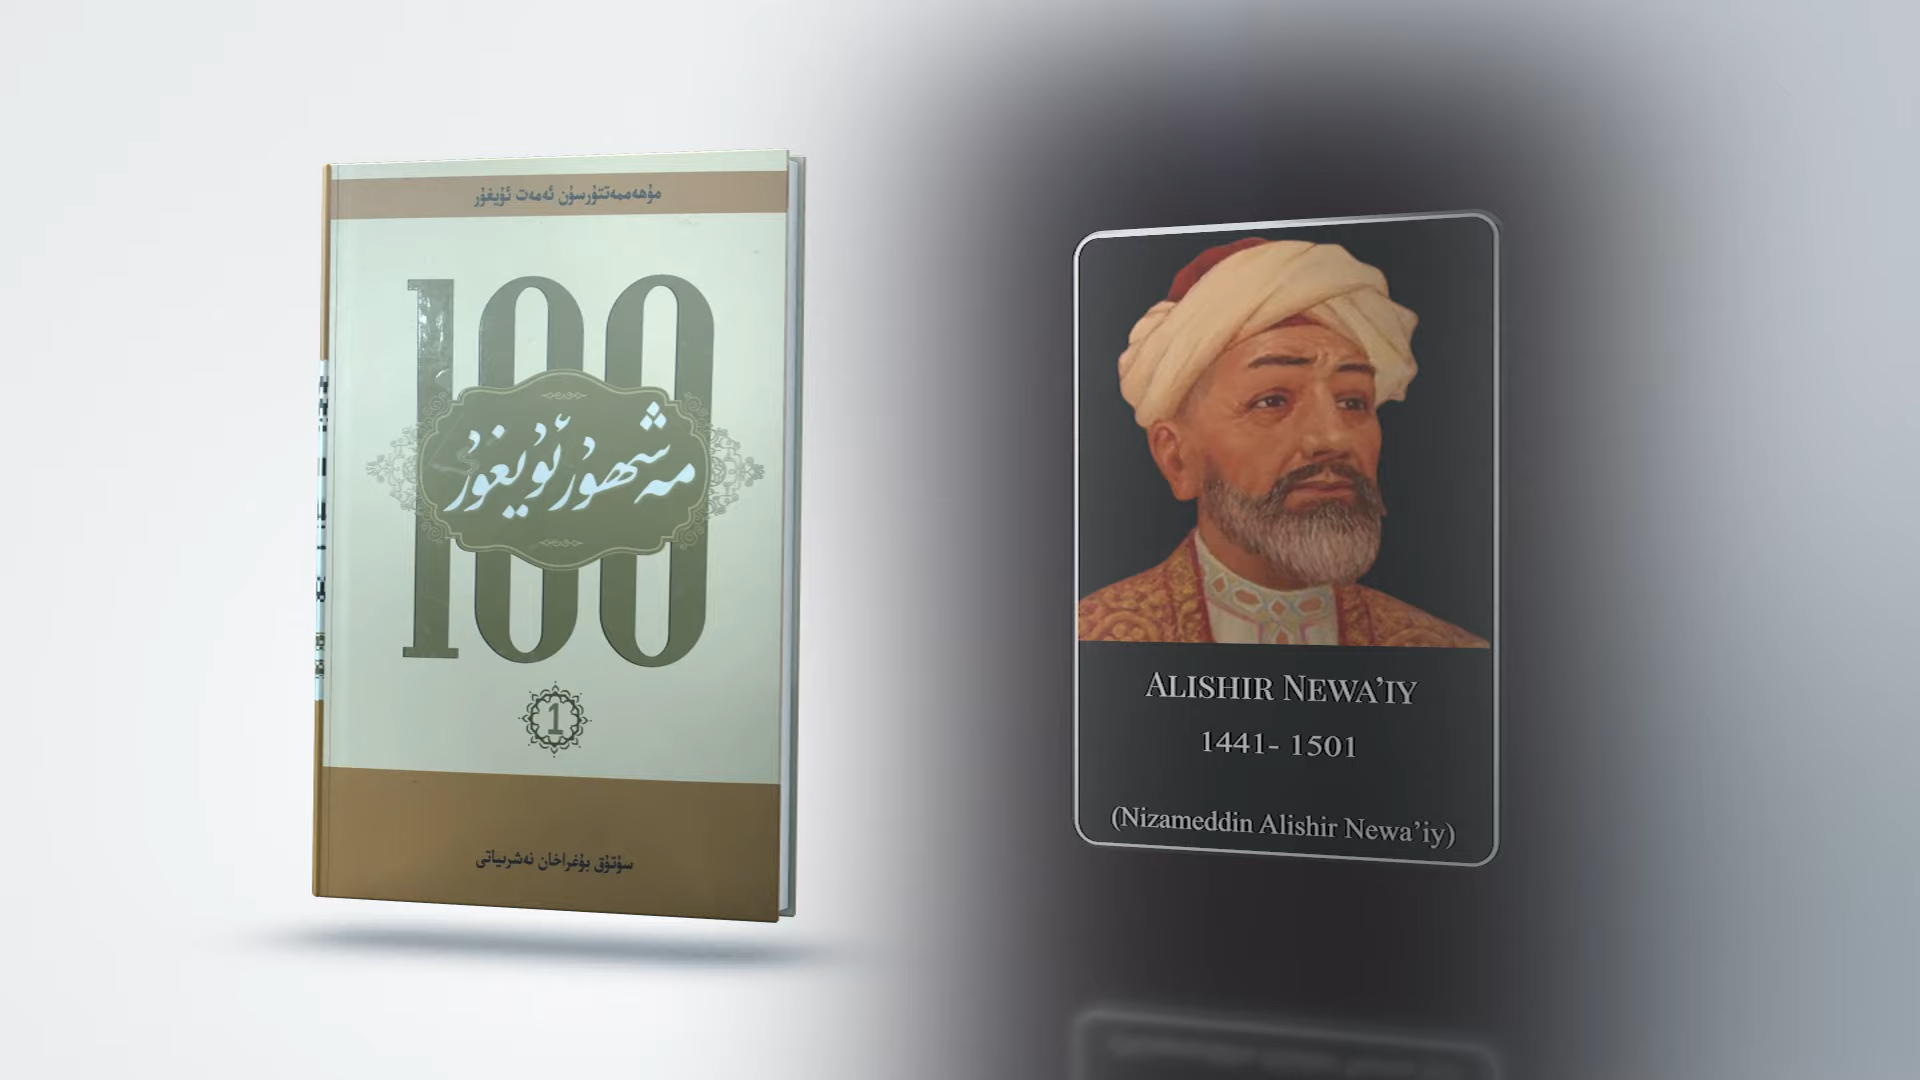 مۇھەممەتتۇرسۇن ئەمەت ئۇيغۇر
100
مەشھۇر ئۇيغۇر
1
سۇتۇق بۇغراخان نەشرىياتى
ALISHIR NEWA’IY
1441- 1501
(Nizameddin Alishir Newa’iy)